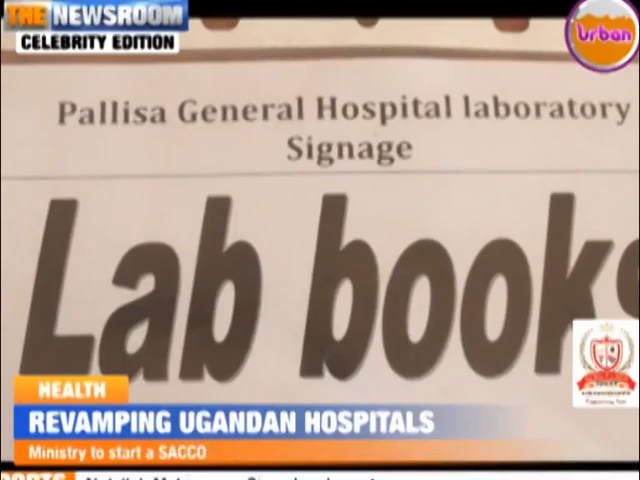 THE NEWSROOM
CELEBRITY EDITION
Urban
Pallisa General Hospital laboratory
Signage
Lab books
HEALTH
REVAMPING UGANDAN HOSPITALS
Ministry to start a SACCO